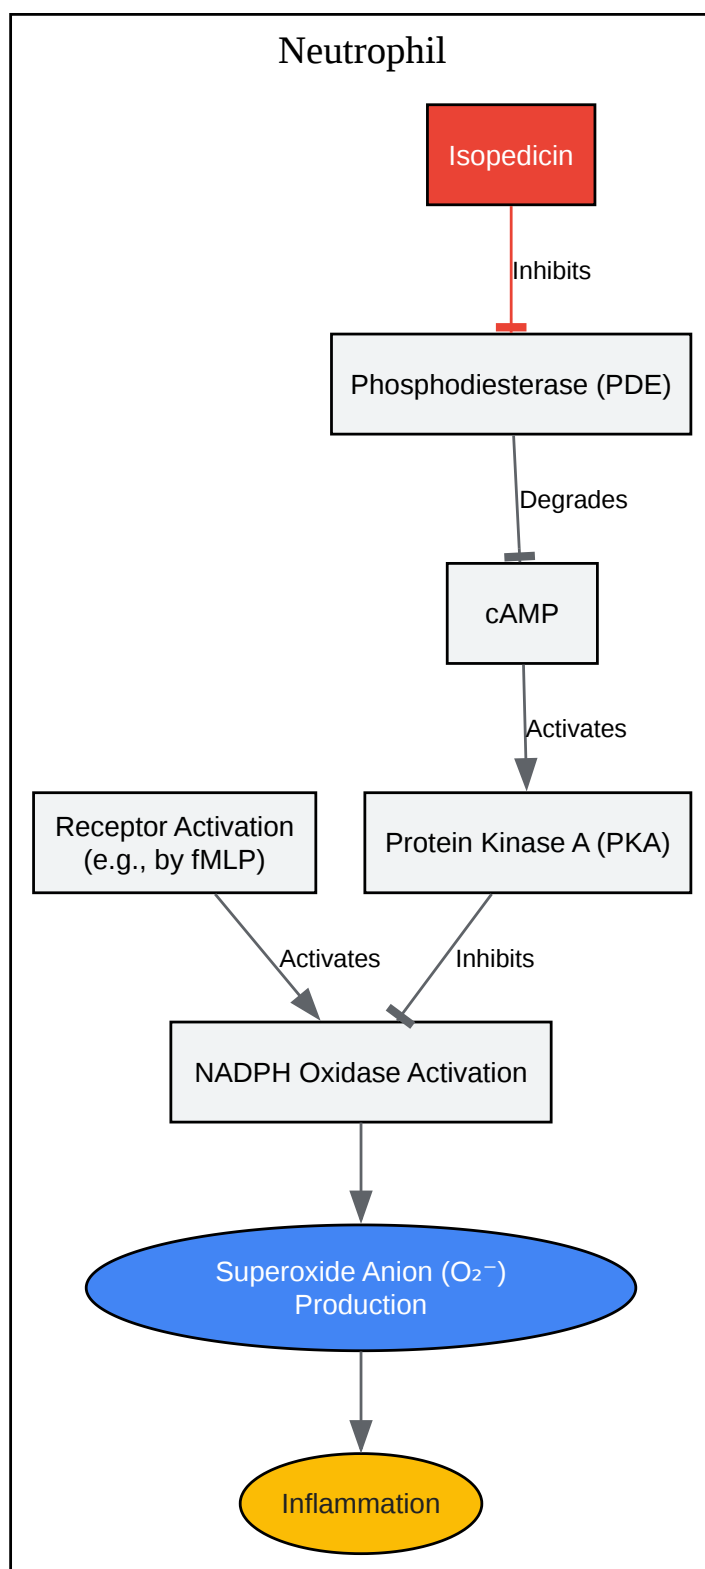 Neutrophil
Isopedicin
Inhibits
Phosphodiesterase (PDE)
Degrades
cAMP
Activates
Receptor Activation
(e.g., by fMLP)
Protein Kinase A (PKA)
Activates
Inhibits
NADPH Oxidase Activation
Superoxide Anion (O₂⁻)
Production
Inflammation